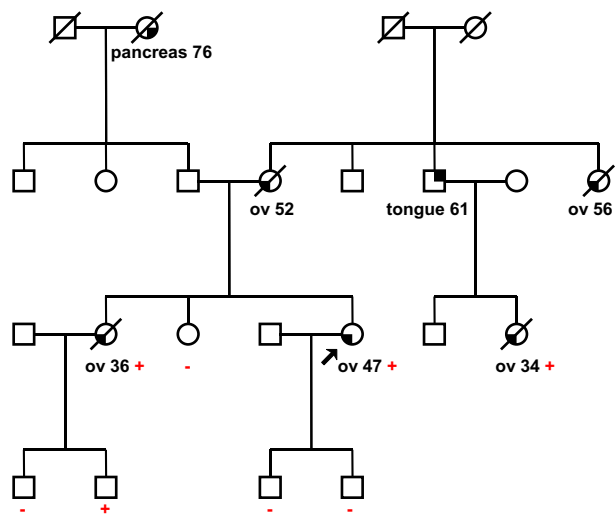 pancreas 76
ov 52
tongue 61
ov 56
ov 36 +
-
ov 47 +
ov 34 +
-
+
-
-